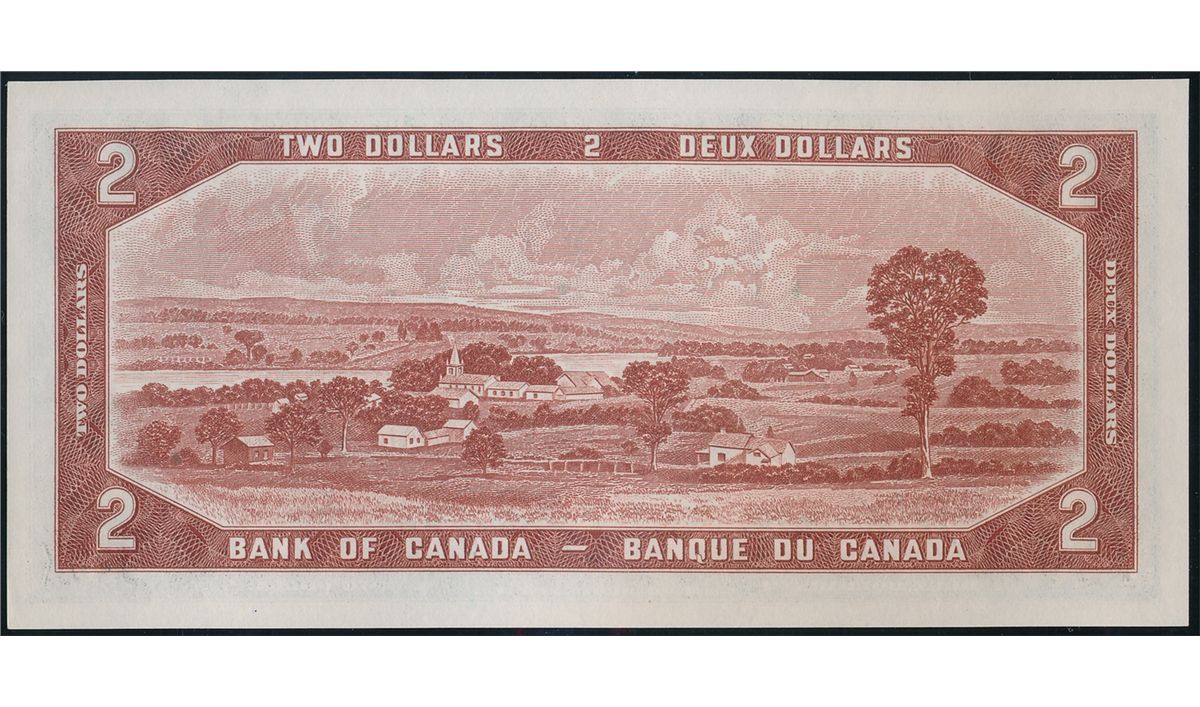 2 TWO DOLLARS 2 DEUX DOLLARS 2
TWO DOLLARS
DEUX DOLLARS
2 BANK OF CANADA — BANQUE DU CANADA 2